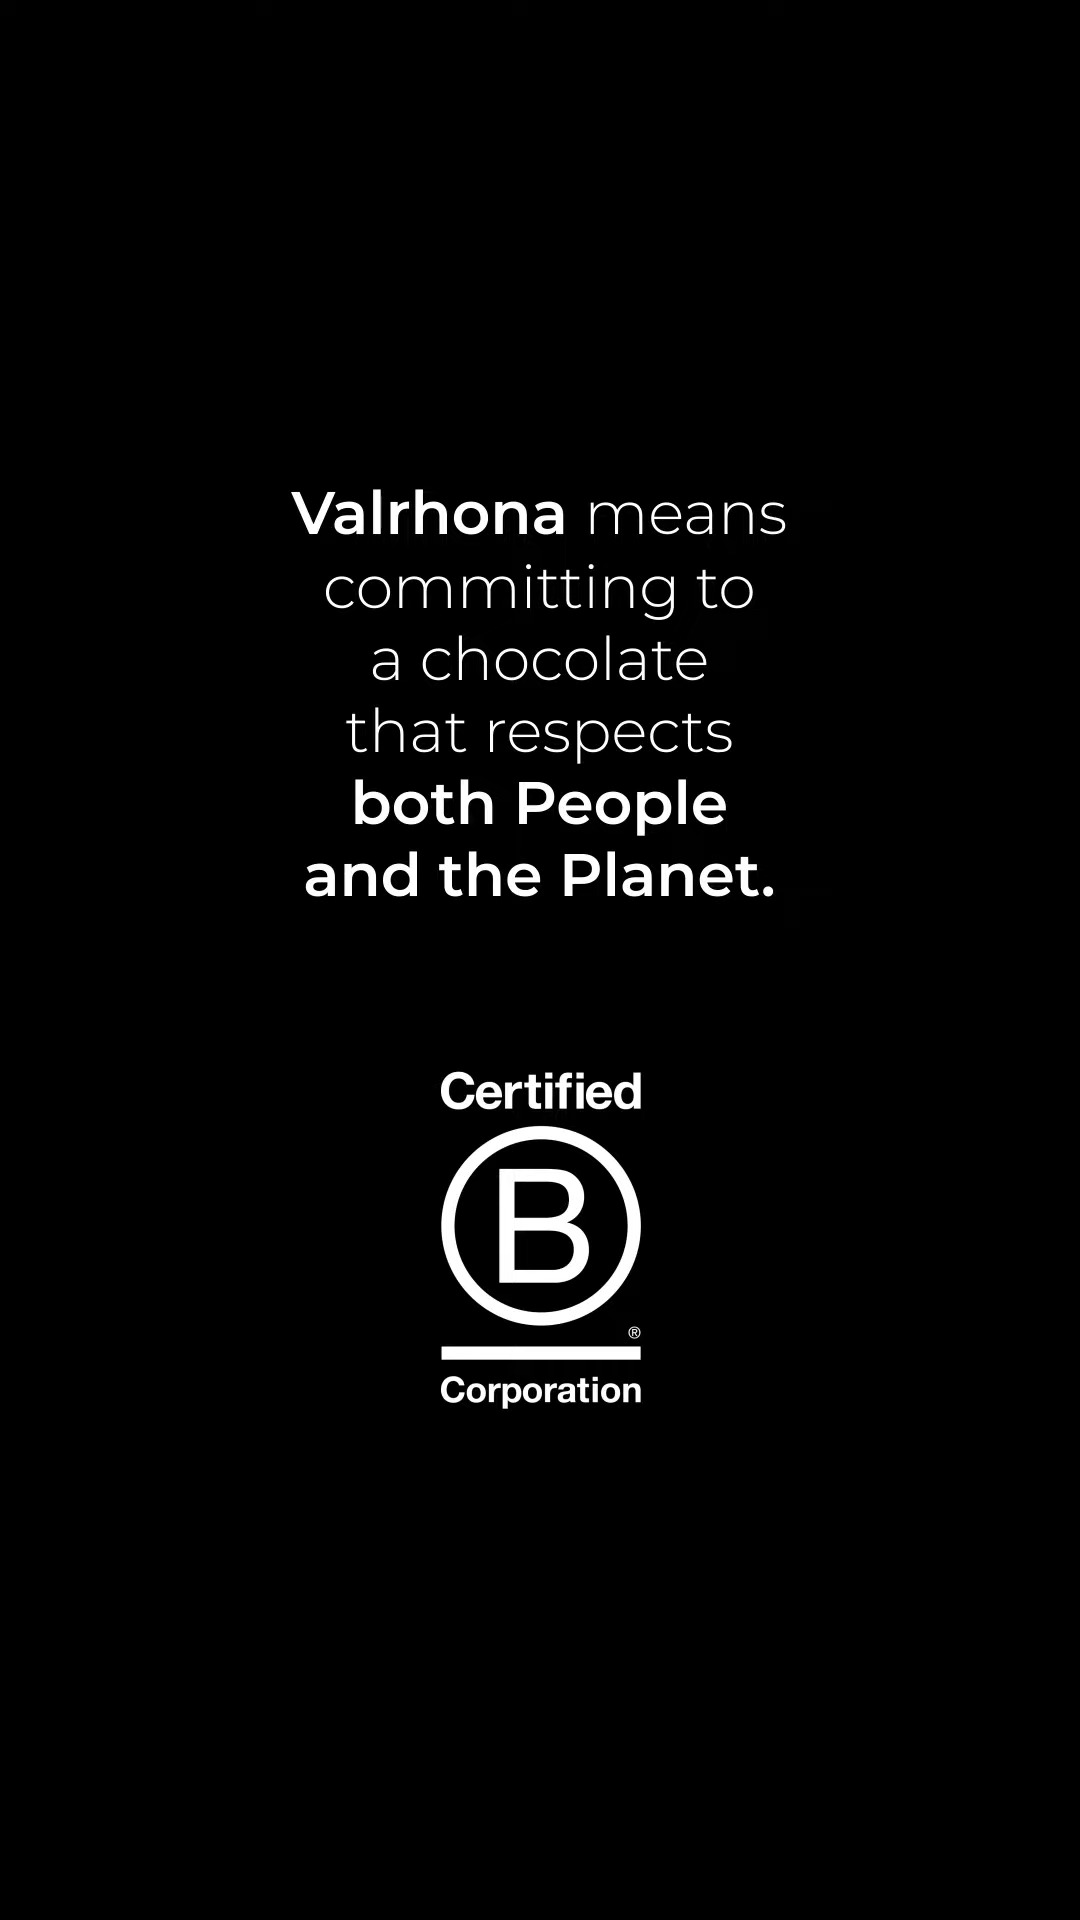 Valrhona means
committing to
a chocolate
that respects
both People
and the Planet.
Certified
B
®
Corporation